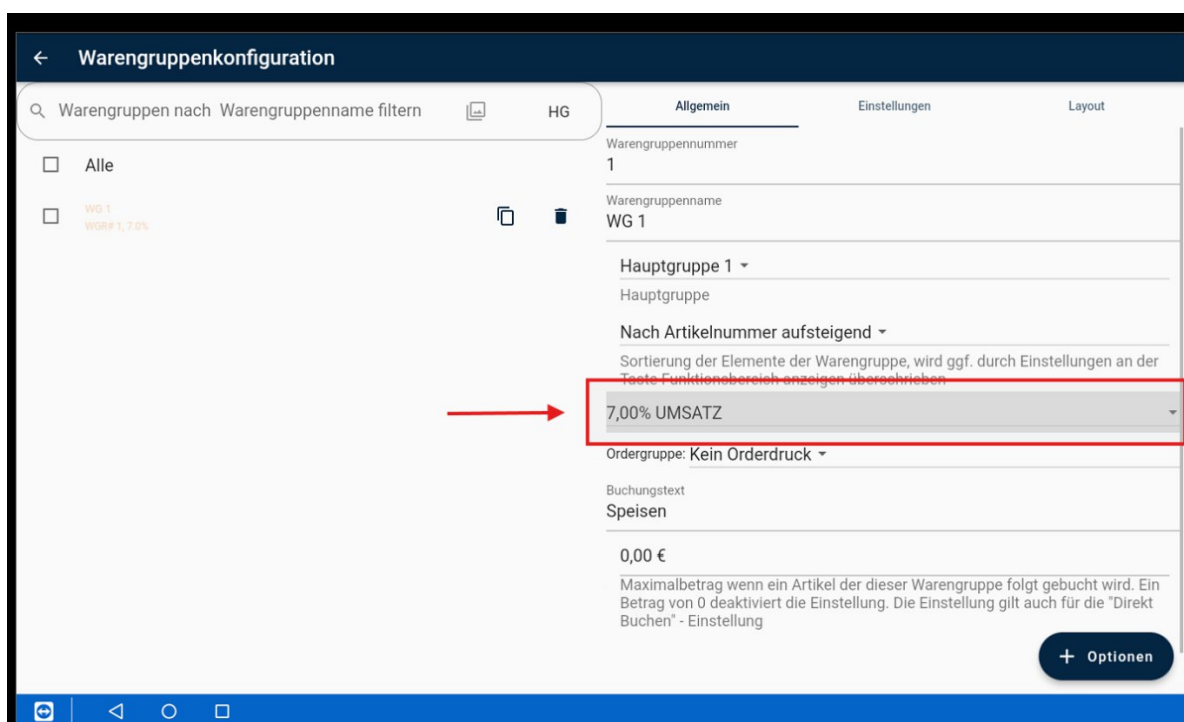 Warengruppenkonfiguration
Warengruppen nach Warengruppenname filtern
HG
Alle
WG 1
WGR# 1, 7.0%
Allgemein
Einstellungen
Layout
Warengruppennummer
1
Warengruppenname
WG 1
Hauptgruppe 1
Hauptgruppe
Nach Artikelnummer aufsteigend
Sortierung der Elemente der Warengruppe, wird ggf. durch Einstellungen an der
Taste Funktionsbereich anzeigen überschrieben
7,00% UMSATZ
Ordergruppe: Kein Orderdruck
Buchungstext
Speisen
0,00 €
Maximalbetrag wenn ein Artikel der dieser Warengruppe folgt gebucht wird. Ein
Betrag von 0 deaktiviert die Einstellung. Die Einstellung gilt auch für die "Direkt
Buchen" - Einstellung
+ Optionen